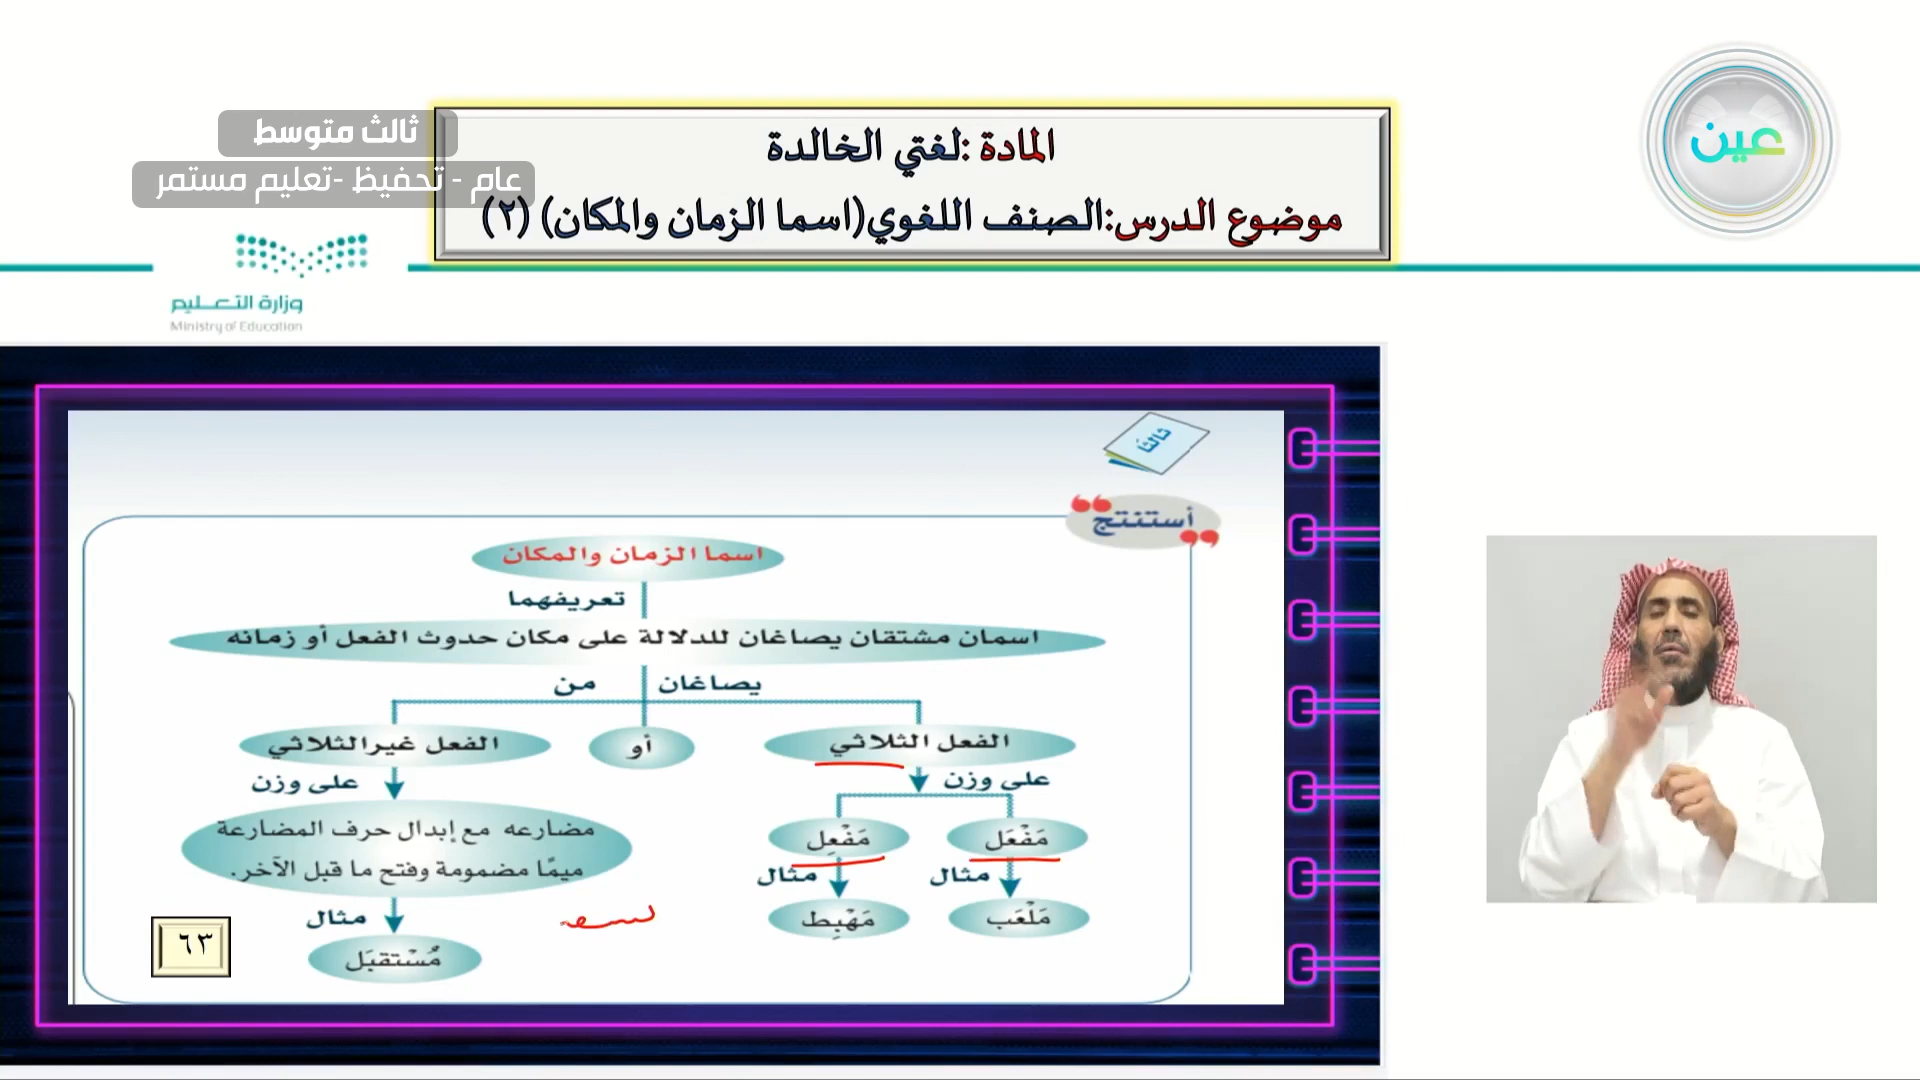 المادة :لغتي الخالدة
موضوع الدرس:الصنف اللغوي(اسما الزمان والمكان) (٢)
ثالث متوسط
عام - تحفيظ -تعليم مستمر
عين
وزارة التعليم
Ministry of Education
ثالثًا
أستنتج
اسما الزمان والمكان
تعريفهما
اسمان مشتقان يصاغان للدلالة على مكان حدوث الفعل أو زمانه
يصاغان من
الفعل الثلاثي
أو
الفعل غير الثلاثي
على وزن
على وزن
مَفْعَل
مَفْعِل
مضارعه مع إبدال حرف المضارعة
ميمًا مضمومة وفتح ما قبل الآخر.
مثال
مثال
مثال
مَلْعَب
مَهْبِط
مُسْتقبَل
٦٣